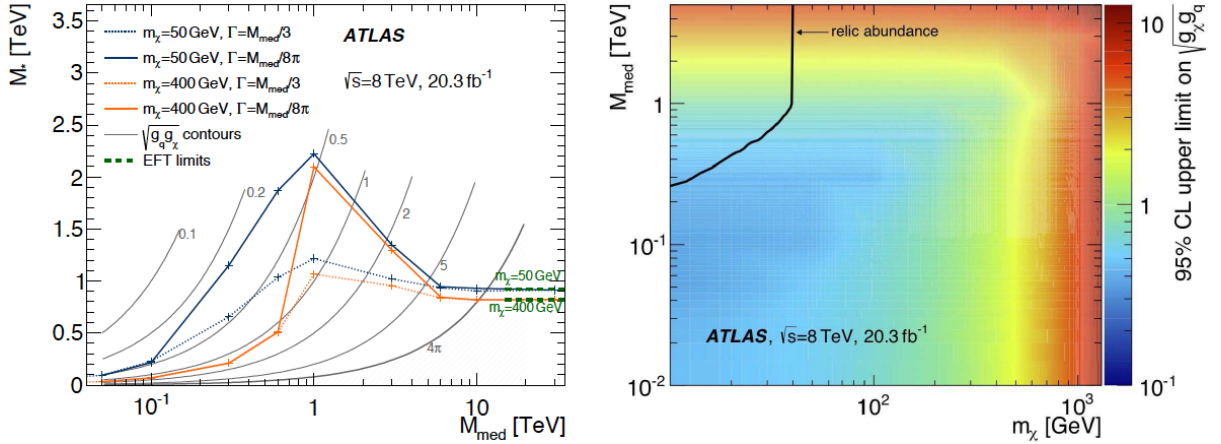 M* [TeV]
3.5
3
2.5
2
1.5
1
0.5
0
mχ=50 GeV, Γ=Mmed/3
mχ=50 GeV, Γ=Mmed/8π
mχ=400 GeV, Γ=Mmed/3
mχ=400 GeV, Γ=Mmed/8π
√gqgχ contours
EFT limits
ATLAS
√s=8 TeV, 20.3 fb⁻¹
0.1
0.2
0.5
1
2
5
4π
mχ=50 GeV
mχ=400 GeV
10⁻¹
1
10
Mmed [TeV]
Mmed [TeV]
1
10⁻¹
10⁻²
relic abundance
ATLAS, √s=8 TeV, 20.3 fb⁻¹
10²
10³
mχ [GeV]
10
1
10⁻¹
95% CL upper limit on √gχgq